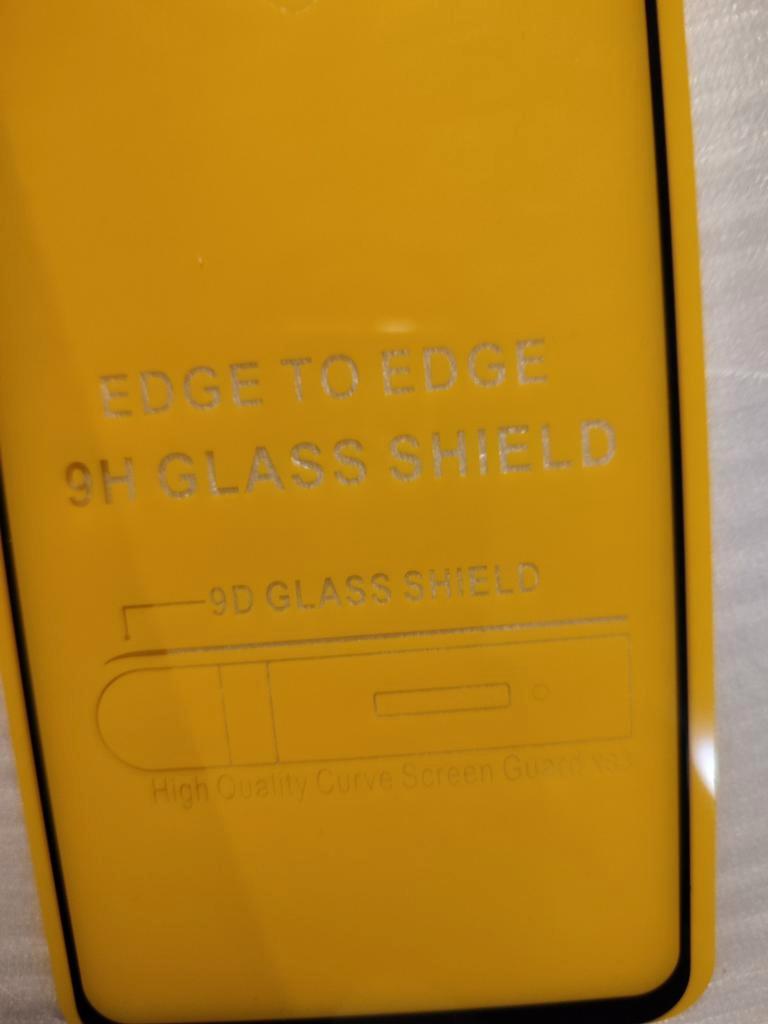 EDGE TO EDGE
9H GLASS SHIELD
9D GLASS SHIELD
High Quality Curve Screen Guard